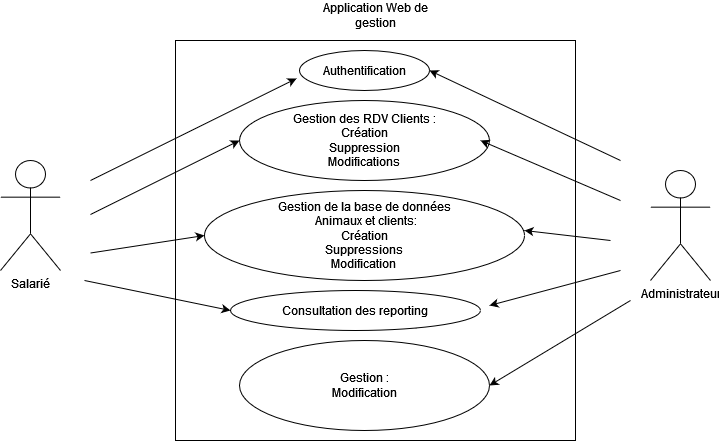 Application Web de
gestion
Authentification
Gestion des RDV Clients :
Création
Suppression
Modifications
Gestion de la base de données
Animaux et clients:
Création
Suppressions
Modification
Salarié
Administrateur
Consultation des reporting
Gestion :
Modification